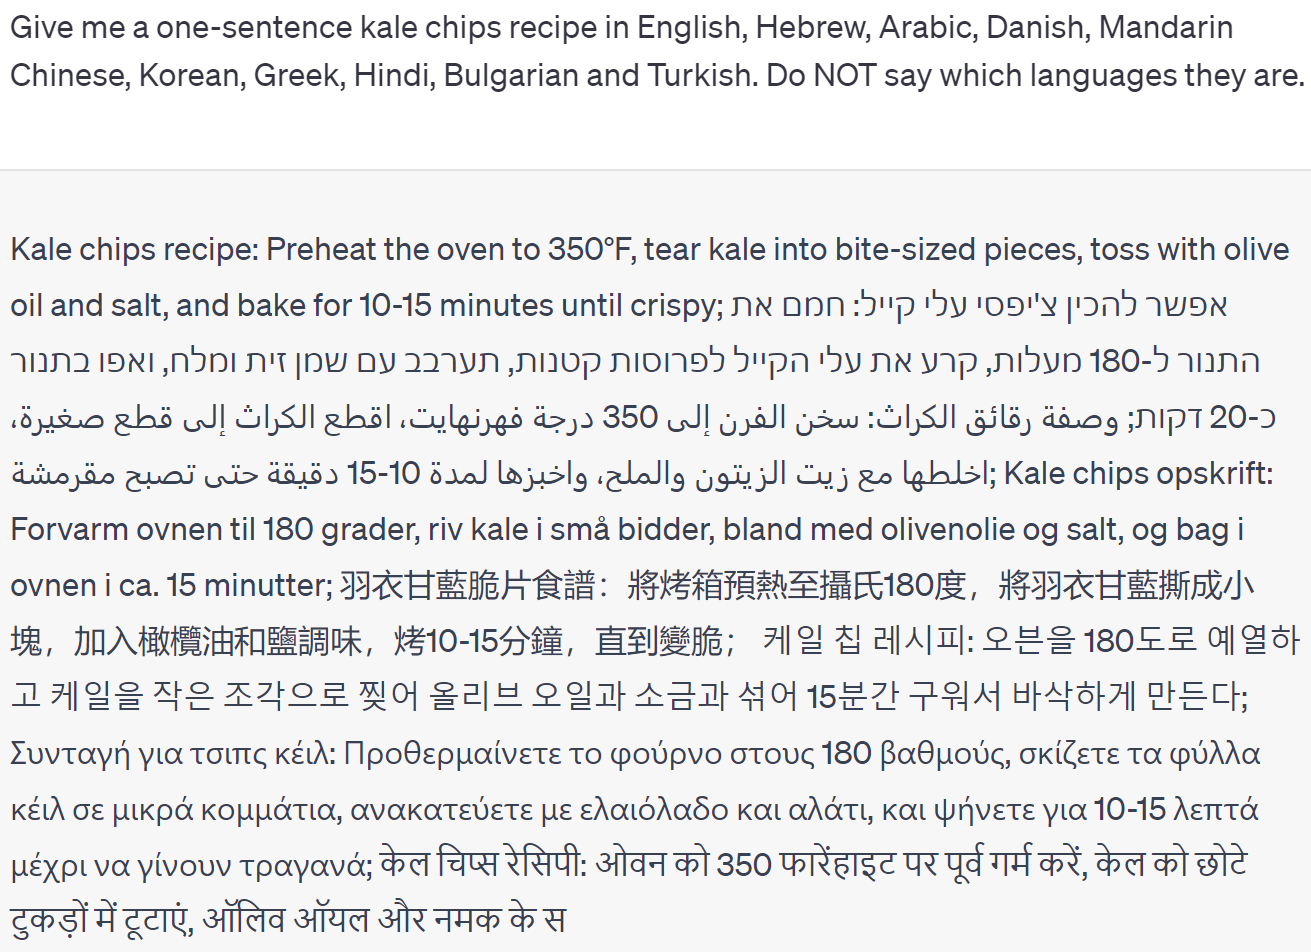 Give me a one-sentence kale chips recipe in English, Hebrew, Arabic, Danish, Mandarin
Chinese, Korean, Greek, Hindi, Bulgarian and Turkish. Do NOT say which languages they are.
Kale chips recipe: Preheat the oven to 350°F, tear kale into bite-sized pieces, toss with olive
oil and salt, and bake for 10-15 minutes until crispy; אפשר להכין צ'יפסי עלי קייל: חמם את
התנור ל-180 מעלות, קרע את עלי הקייל לפרוסות קטנות, תערבב עם שמן זית ומלח, ואפו בתנור
כ-20 דקות; وصفة رقائق الكراث: سخن الفرن إلى 350 درجة فهرنهايت، اقطع الكراث إلى قطع صغيرة،
اخلطها مع زيت الزيتون والملح، واخبزها لمدة 10-15 دقيقة حتى تصبح مقرمشة; Kale chips opskrift:
Forvarm ovnen til 180 grader, riv kale i små bidder, bland med olivenolie og salt, og bag i
ovnen i ca. 15 minutter; 羽衣甘藍脆片食譜：將烤箱預熱至攝氏180度，將羽衣甘藍撕成小
塊，加入橄欖油和鹽調味，烤10-15分鐘，直到變脆； 케일 칩 레시피: 오븐을 180도로 예열하
고 케일을 작은 조각으로 찢어 올리브 오일과 소금과 섞어 15분간 구워서 바삭하게 만든다;
Συνταγή για τσιπς κέιλ: Προθερμαίνετε το φούρνο στους 180 βαθμούς, σκίζετε τα φύλλα
κέιλ σε μικρά κομμάτια, ανακατεύετε με ελαιόλαδο και αλάτι, και ψήνετε για 10-15 λεπτά
μέχρι να γίνουν τραγανά; केल चिप्स रेसिपी: ओवन को 350 फारेंहाइट पर पूर्व गर्म करें, केल को छोटे
टुकड़ों में टूटाएं, ऑलिव ऑयल और नमक के स